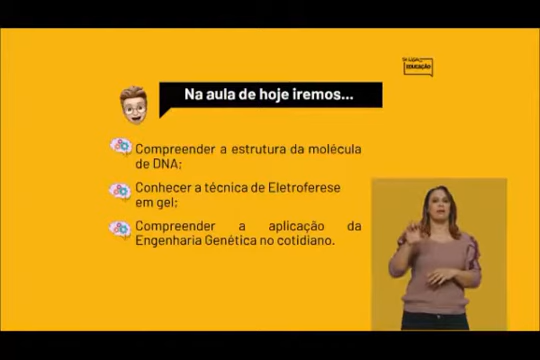 EDUCAÇÃO
Na aula de hoje iremos...
Compreender a estrutura da molécula
de DNA;
Conhecer a técnica de Eletroferese
em gel;
Compreender a aplicação da
Engenharia Genética no cotidiano.